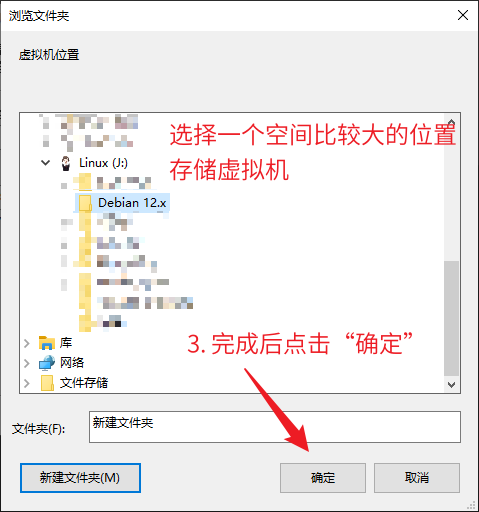 浏览文件夹
虚拟机位置
选择一个空间比较大的位置
存储虚拟机
Linux (J:)
Debian 12.x
库
网络
文件存储
3. 完成后点击“确定”
文件夹(F):
新建文件夹
新建文件夹(M)
确定
取消